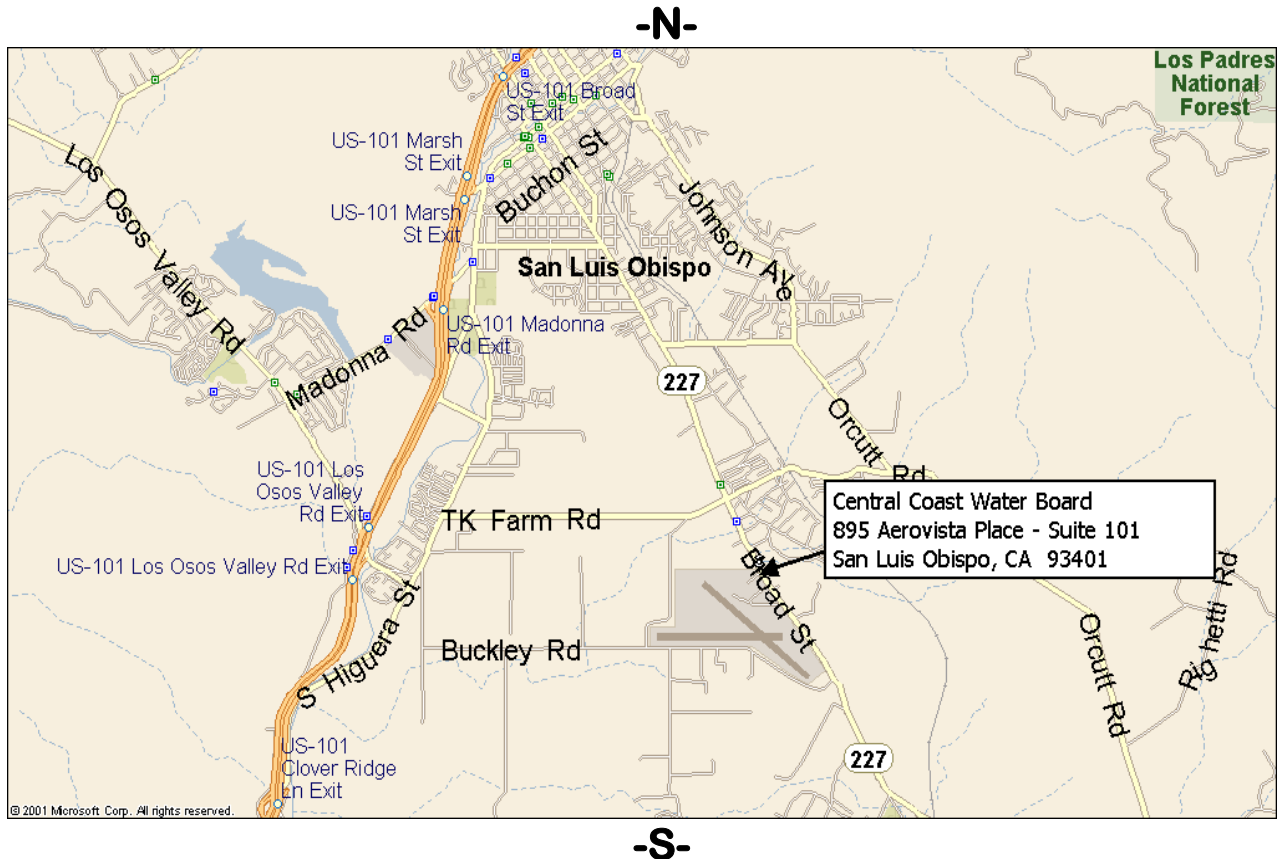 -N-
Los Padres
National
Forest
US-101 Broad
St Exit
US-101 Marsh
St Exit
Buchon St
Los Osos Valley Rd
Johnson Ave
US-101 Marsh
St Exit
San Luis Obispo
US-101 Madonna
Rd Exit
Madonna Rd
227
Orcutt Rd
US-101 Los
Osos Valley
Rd Exit
Central Coast Water Board
895 Aerovista Place - Suite 101
San Luis Obispo, CA 93401
TK Farm Rd
US-101 Los Osos Valley Rd Exit
Broad St
Righetti Rd
S Higuera St
Buckley Rd
Orcutt Rd
US-101
Clover Ridge
Ln Exit
227
© 2001 Microsoft Corp. All rights reserved.
-S-